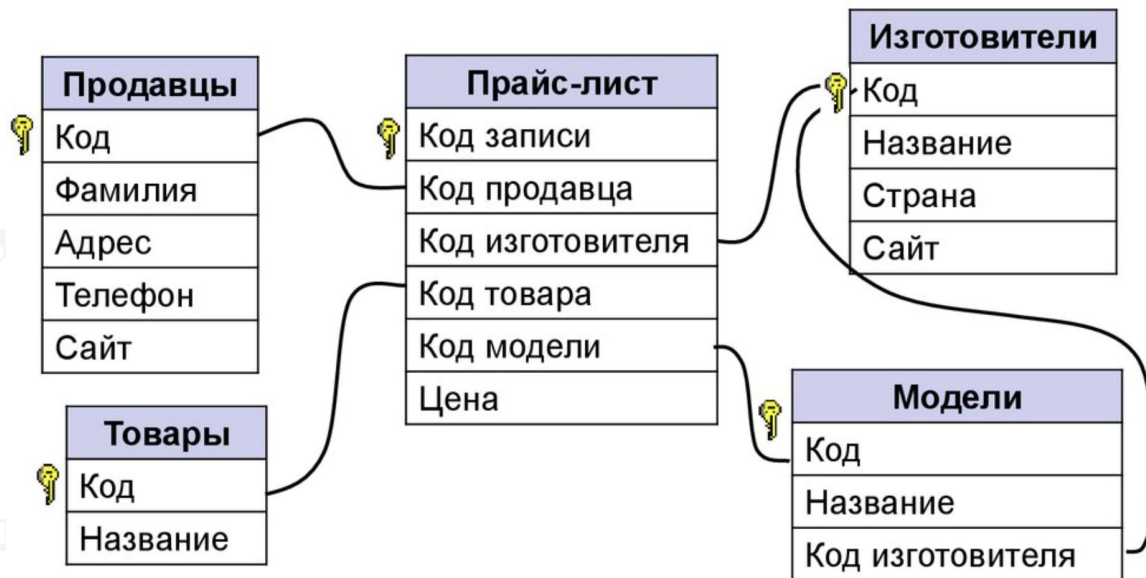 Продавцы
Код
Фамилия
Адрес
Телефон
Сайт
Товары
Код
Название
Прайс-лист
Код записи
Код продавца
Код изготовителя
Код товара
Код модели
Цена
Изготовители
Код
Название
Страна
Сайт
Модели
Код
Название
Код изготовителя